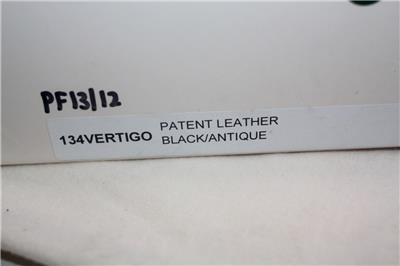 PF13/12
134VERTIGO PATENT LEATHER
BLACK/ANTIQUE